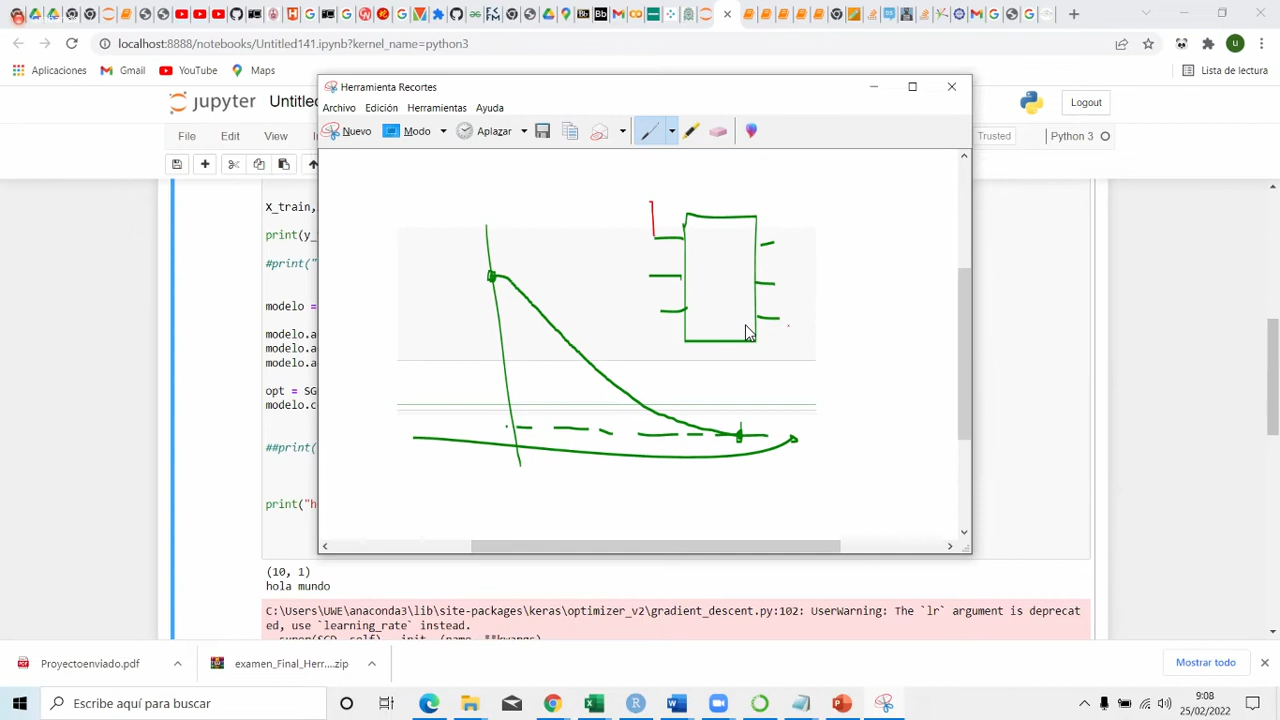 localhost:8888/notebooks/Untitled141.ipynb?kernel_name=python3
Aplicaciones
Gmail
YouTube
Maps
Lista de lectura
Herramienta Recortes
Archivo
Edición
Herramientas
Ayuda
Nuevo
Modo
Aplazar
jupyter
Logout
File
Edit
View
Trusted
Python 3
X_train,
print(y_
#print("
modelo =
modelo.a
modelo.a
modelo.a
opt = SG
modelo.c
##print(
print("h
(10, 1)
hola mundo
C:\Users\UWE\anaconda3\lib\site-packages\keras\optimizer_v2\gradient_descent.py:102: UserWarning: The `lr` argument is deprecat
ed, use `learning_rate` instead.
Proyectoenviado.pdf
examen_Final_Herr....zip
Mostrar todo
Escribe aquí para buscar
9:08
25/02/2022